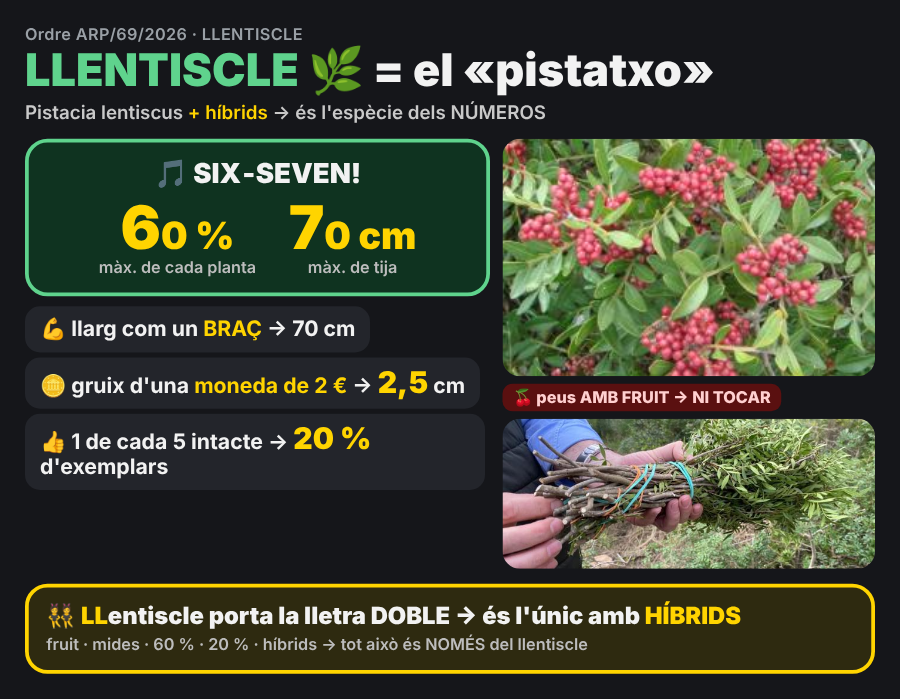 Ordre ARP/69/2026 · LLENTISCLE
LLENTISCLE 🌿 = el «pistatxo»
Pistacia lentiscus + híbrids → és l'espècie dels NÚMEROS
🎵 SIX-SEVEN!
60 % 70 cm
màx. de cada planta màx. de tija
💪 llarg com un BRAÇ → 70 cm
🪙 gruix d'una moneda de 2 € → 2,5 cm
👍 1 de cada 5 intacte → 20 %
d'exemplars
🍒 peus AMB FRUIT → NI TOCAR
👯 LLentiscle porta la lletra DOBLE → és l'únic amb HÍBRIDS
fruit · mides · 60 % · 20 % · híbrids → tot això és NOMÉS del llentiscle